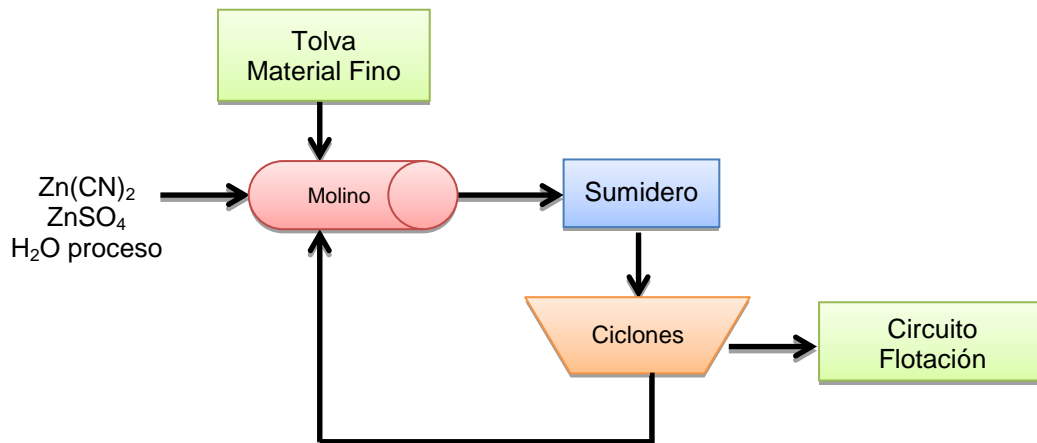 Tolva
Material Fino
Zn(CN)₂
ZnSO₄
H₂O proceso
Molino
Sumidero
Ciclones
Circuito
Flotación